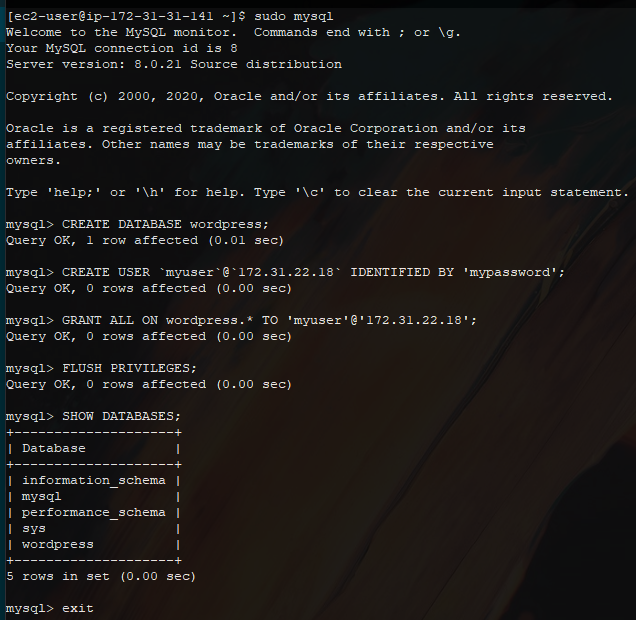 [ec2-user@ip-172-31-31-141 ~]$ sudo mysql
Welcome to the MySQL monitor.  Commands end with ; or \g.
Your MySQL connection id is 8
Server version: 8.0.21 Source distribution

Copyright (c) 2000, 2020, Oracle and/or its affiliates. All rights reserved.

Oracle is a registered trademark of Oracle Corporation and/or its
affiliates. Other names may be trademarks of their respective
owners.

Type 'help;' or '\h' for help. Type '\c' to clear the current input statement.

mysql> CREATE DATABASE wordpress;
Query OK, 1 row affected (0.01 sec)

mysql> CREATE USER `myuser`@`172.31.22.18` IDENTIFIED BY 'mypassword';
Query OK, 0 rows affected (0.00 sec)

mysql> GRANT ALL ON wordpress.* TO 'myuser'@'172.31.22.18';
Query OK, 0 rows affected (0.00 sec)

mysql> FLUSH PRIVILEGES;
Query OK, 0 rows affected (0.00 sec)

mysql> SHOW DATABASES;
+--------------------+
| Database           |
+--------------------+
| information_schema |
| mysql              |
| performance_schema |
| sys                |
| wordpress          |
+--------------------+
5 rows in set (0.00 sec)

mysql> exit